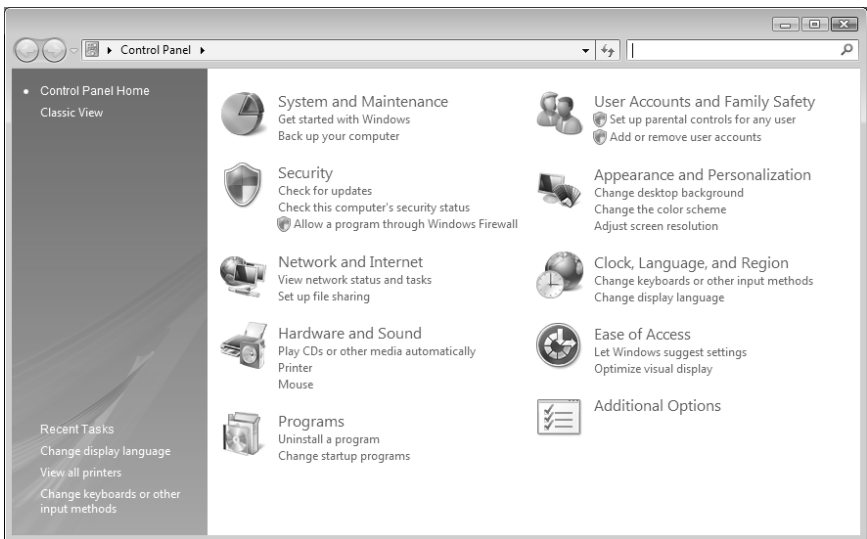 Control Panel
Control Panel Home
Classic View
Recent Tasks
Change display language
View all printers
Change keyboards or other
input methods
System and Maintenance
Get started with Windows
Back up your computer
Security
Check for updates
Check this computer's security status
Allow a program through Windows Firewall
Network and Internet
View network status and tasks
Set up file sharing
Hardware and Sound
Play CDs or other media automatically
Printer
Mouse
Programs
Uninstall a program
Change startup programs
User Accounts and Family Safety
Set up parental controls for any user
Add or remove user accounts
Appearance and Personalization
Change desktop background
Change the color scheme
Adjust screen resolution
Clock, Language, and Region
Change keyboards or other input methods
Change display language
Ease of Access
Let Windows suggest settings
Optimize visual display
Additional Options